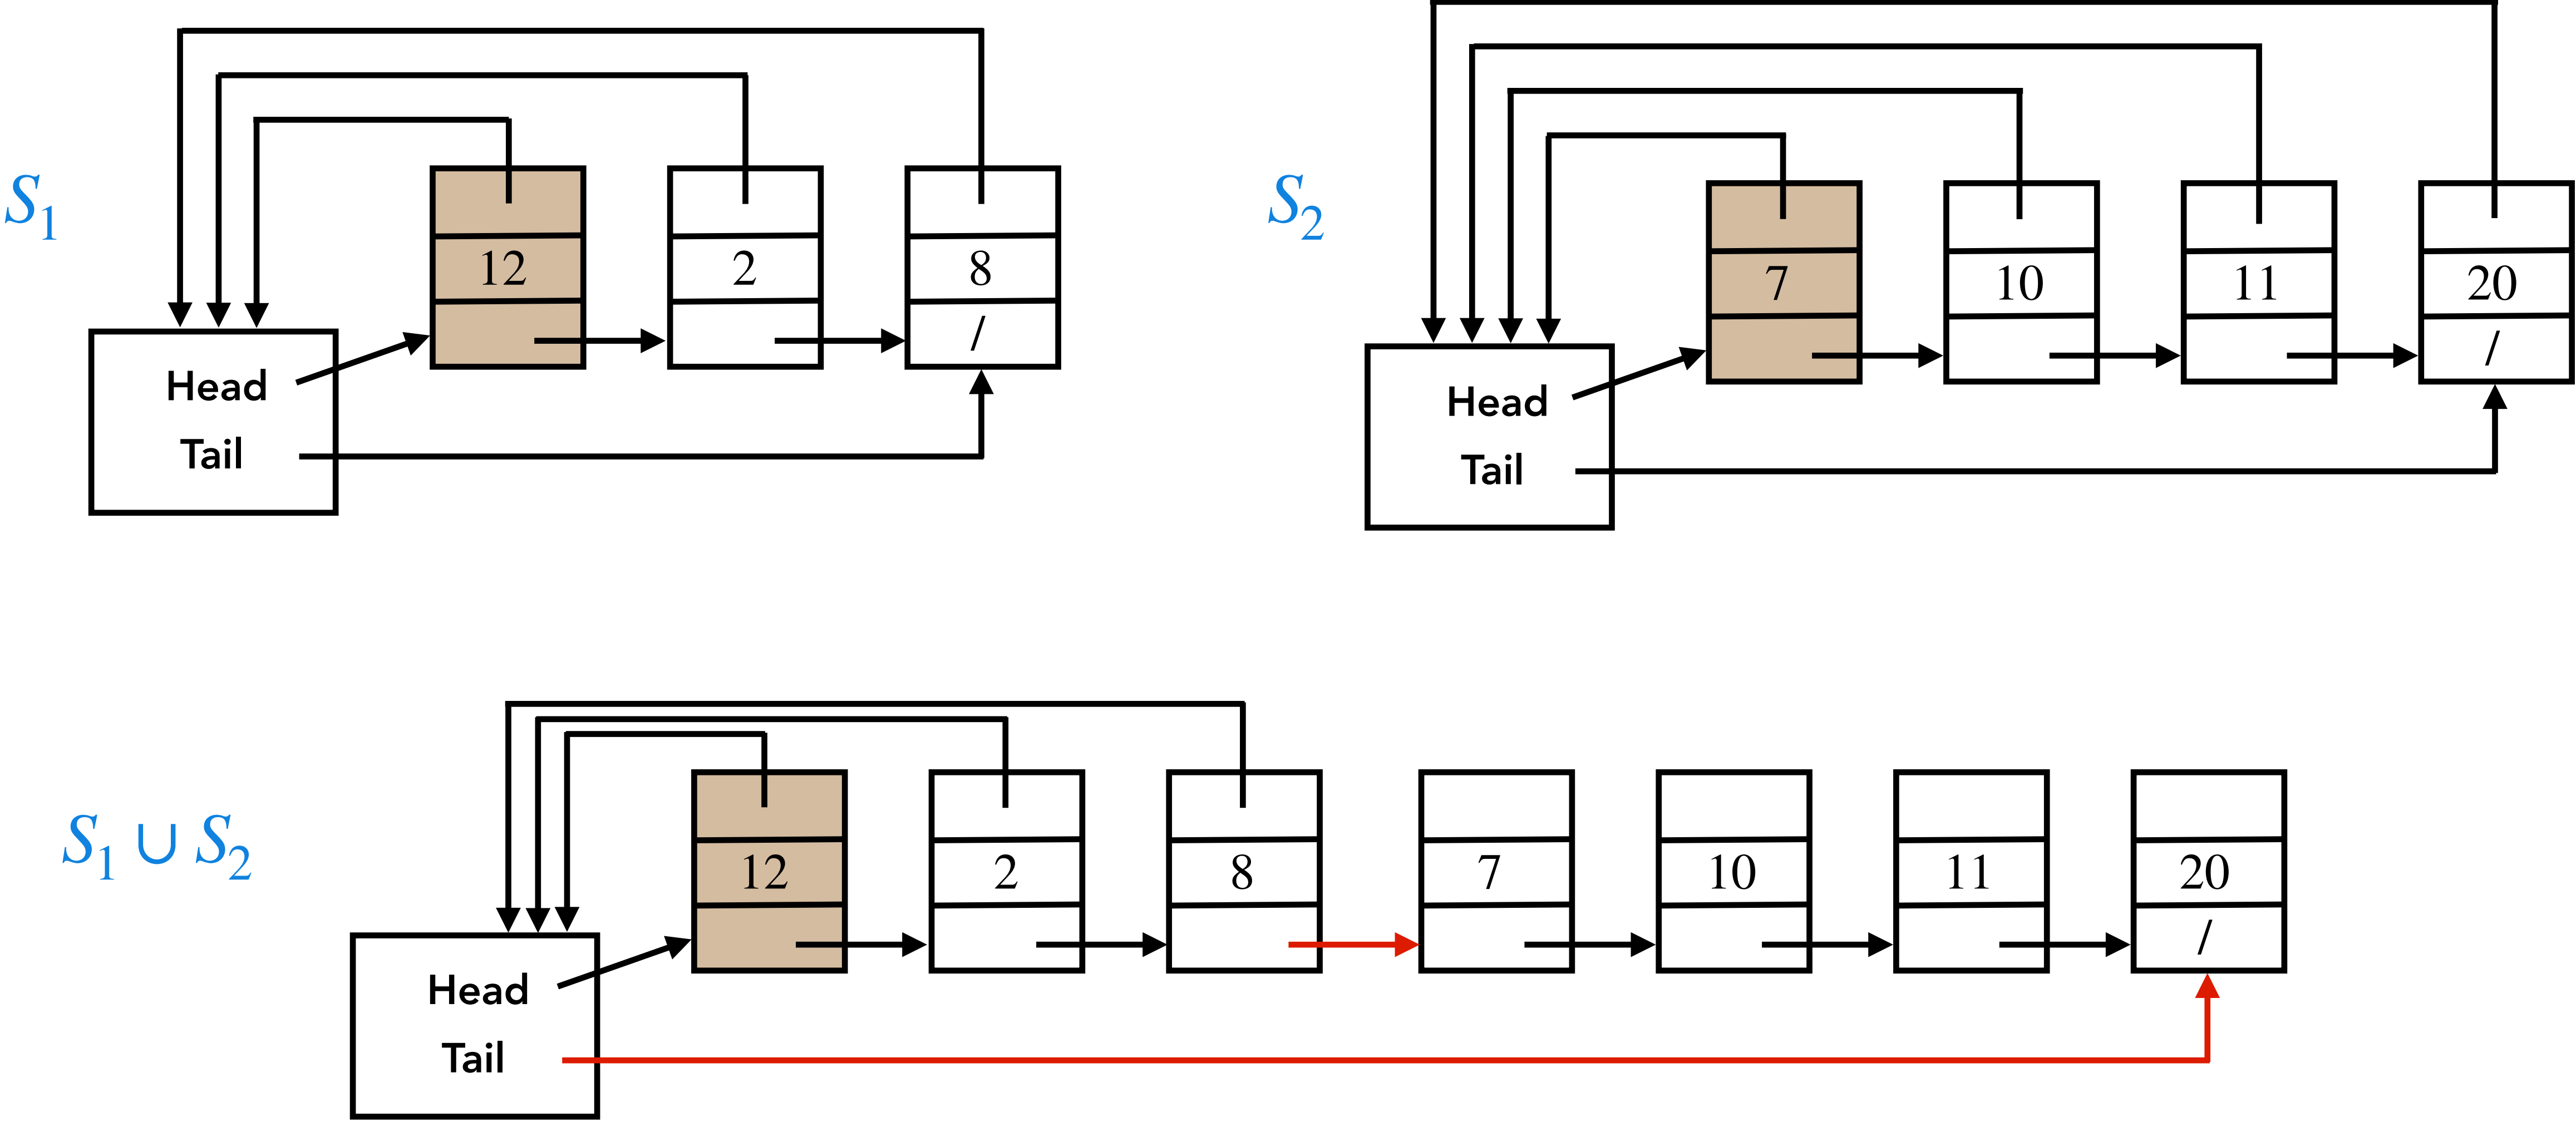 S₁
12 2 8
/
Head
Tail
S₂
7 10 11 20
/
Head
Tail
S₁ ∪ S₂
12 2 8 7 10 11 20
/
Head
Tail